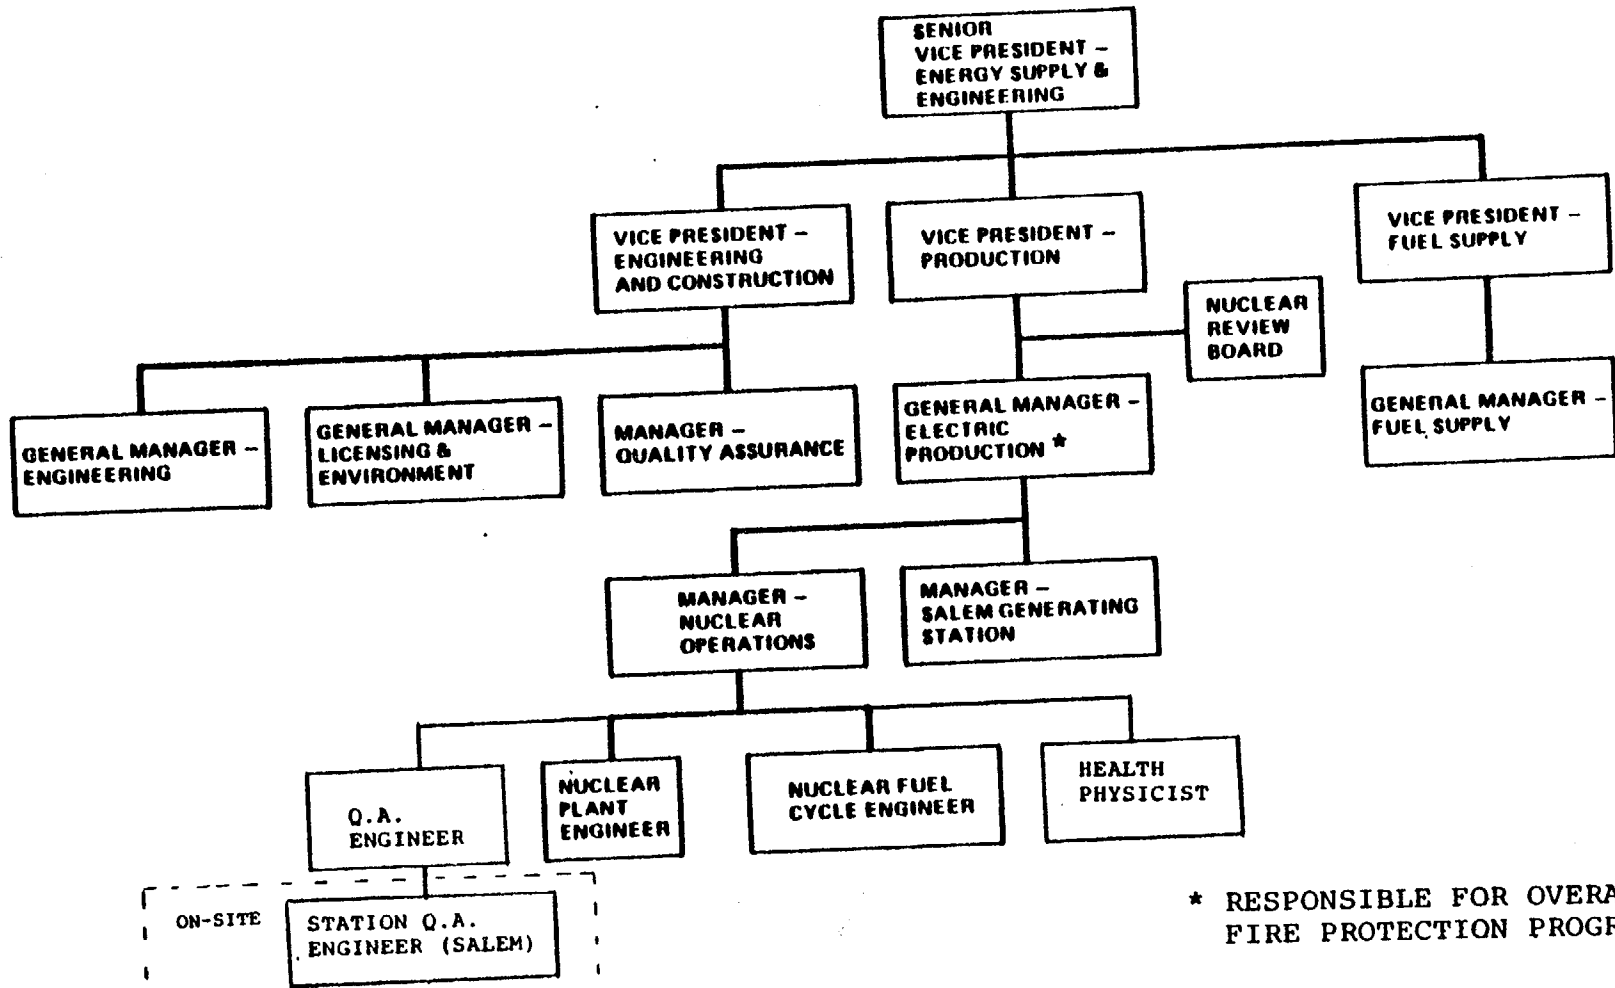 SENIOR
VICE PRESIDENT –
ENERGY SUPPLY &
ENGINEERING
VICE PRESIDENT –
ENGINEERING
AND CONSTRUCTION
VICE PRESIDENT –
PRODUCTION
VICE PRESIDENT –
FUEL SUPPLY
NUCLEAR
REVIEW
BOARD
GENERAL MANAGER –
ENGINEERING
GENERAL MANAGER –
LICENSING &
ENVIRONMENT
MANAGER –
QUALITY ASSURANCE
GENERAL MANAGER –
ELECTRIC
PRODUCTION *
GENERAL MANAGER –
FUEL SUPPLY
MANAGER –
NUCLEAR
OPERATIONS
MANAGER –
SALEM GENERATING
STATION
Q.A.
ENGINEER
NUCLEAR
PLANT
ENGINEER
NUCLEAR FUEL
CYCLE ENGINEER
HEALTH
PHYSICIST
ON-SITE
STATION Q.A.
ENGINEER (SALEM)
* RESPONSIBLE FOR
FIRE PROTECTION